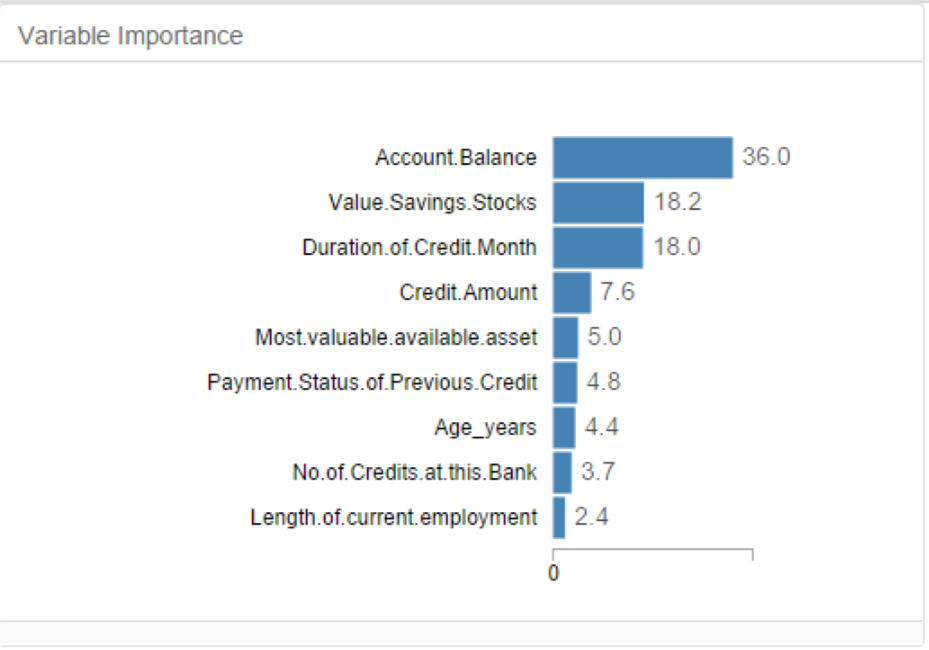 Variable Importance
Account.Balance 36.0
Value.Savings.Stocks 18.2
Duration.of.Credit.Month 18.0
Credit.Amount 7.6
Most.valuable.available.asset 5.0
Payment.Status.of.Previous.Credit 4.8
Age_years 4.4
No.of.Credits.at.this.Bank 3.7
Length.of.current.employment 2.4
0